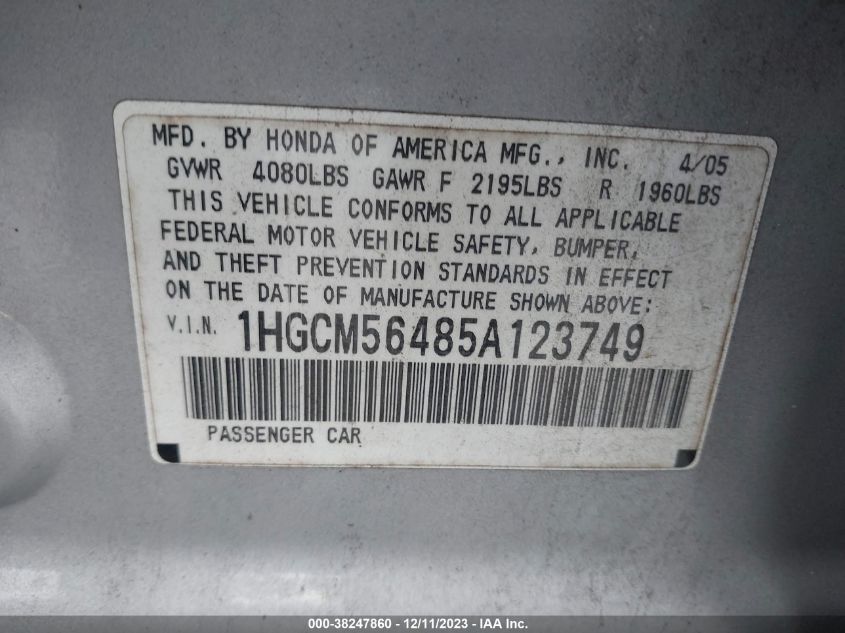 MFD. BY HONDA OF AMERICA MFG., INC. 4/05
GVWR 4080LBS GAWR F 2195LBS R 1960LBS
THIS VEHICLE CONFORMS TO ALL APPLICABLE
FEDERAL MOTOR VEHICLE SAFETY, BUMPER,
AND THEFT PREVENTION STANDARDS IN EFFECT
ON THE DATE OF MANUFACTURE SHOWN ABOVE:
V.I.N. 1HGCM56485A123749
PASSENGER CAR
000-38247860 - 12/11/2023 - IAA Inc.